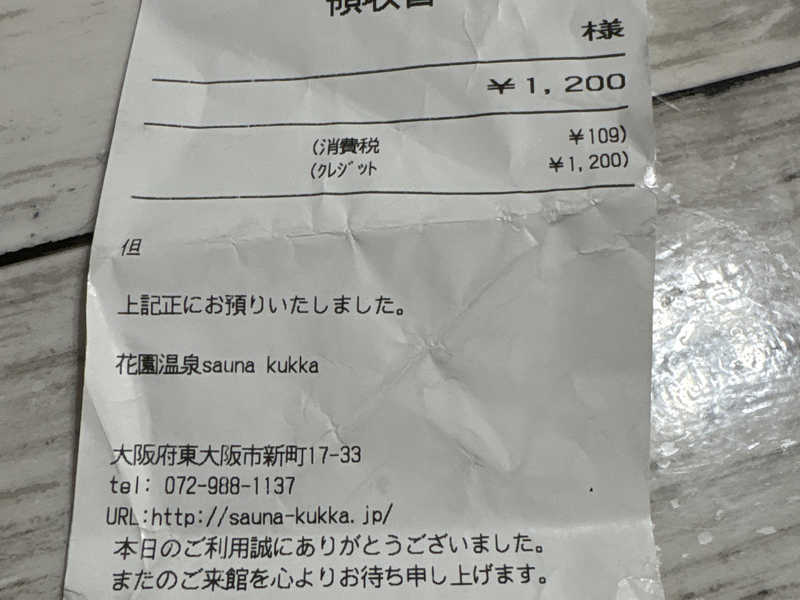 領収書
様
¥1,200
(消費税 ¥109)
(クレジット ¥1,200)
但
上記正にお預りいたしました。
花園温泉sauna kukka
大阪府東大阪市新町17-33
tel: 072-988-1137
URL:http://sauna-kukka.jp/
本日のご利用誠にありがとうございました。
またのご来館を心よりお待ち申し上げます。